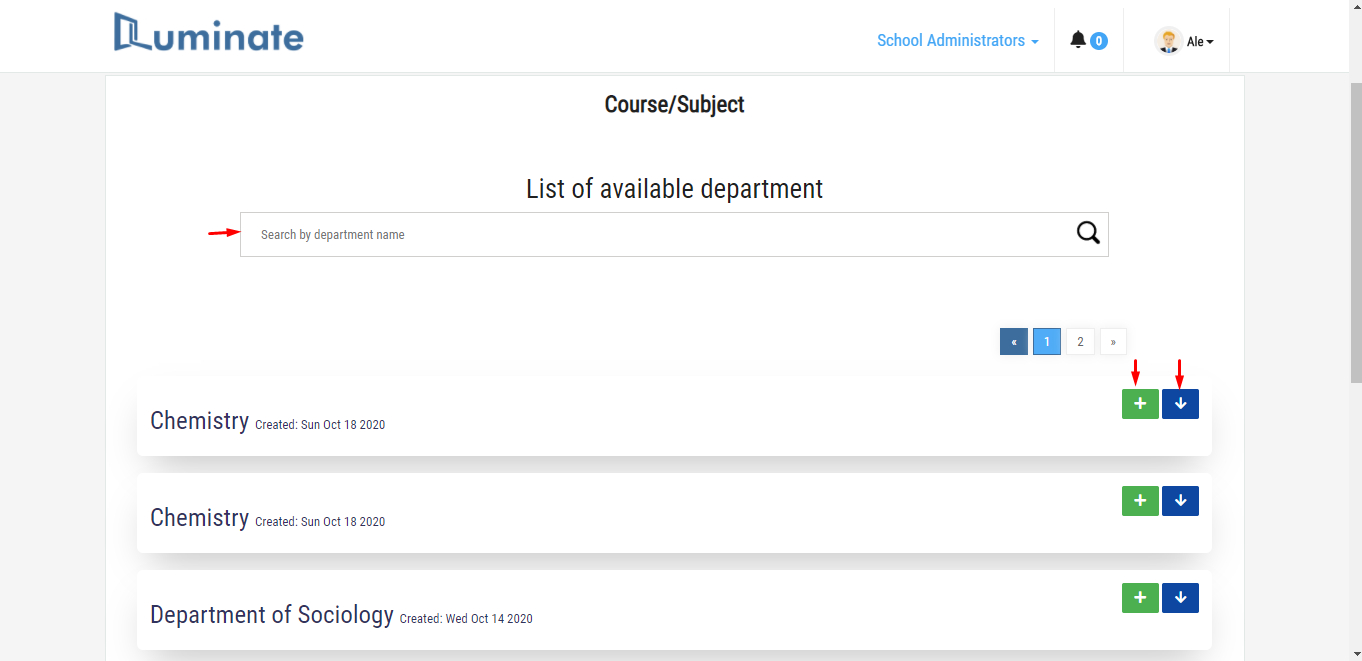 Luminate
School Administrators
0
Ale
Course/Subject
List of available department
Search by department name
« 1 2 »
Chemistry Created: Sun Oct 18 2020
Chemistry Created: Sun Oct 18 2020
Department of Sociology Created: Wed Oct 14 2020